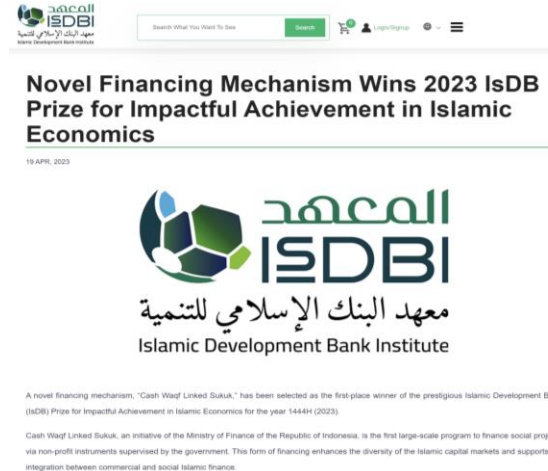 المعهد
ISDBI
معهد البنك الإسلامي للتنمية
Islamic Development Bank Institute
Search What You Want To See
Search
0
Login/Signup
Novel Financing Mechanism Wins 2023 IsDB
Prize for Impactful Achievement in Islamic
Economics
19 APR, 2023
المعهد
ISDBI
معهد البنك الإسلامي للتنمية
Islamic Development Bank Institute
A novel financing mechanism, "Cash Waqf Linked Sukuk," has been selected as the first-place winner of the prestigious Islamic Development B
(IsDB) Prize for Impactful Achievement in Islamic Economics for the year 1444H (2023).
Cash Waqf Linked Sukuk, an initiative of the Ministry of Finance of the Republic of Indonesia, is the first large-scale program to finance social proj
via non-profit instruments supervised by the government. This form of financing enhances the diversity of the Islamic capital markets and supports
integration between commercial and social Islamic finance.